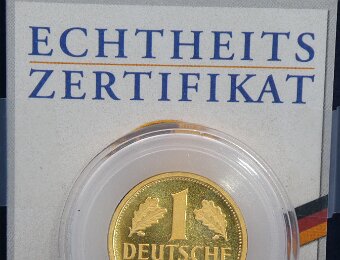 ECHTHEITS
ZERTIFIKAT
1
DEUTSCHE